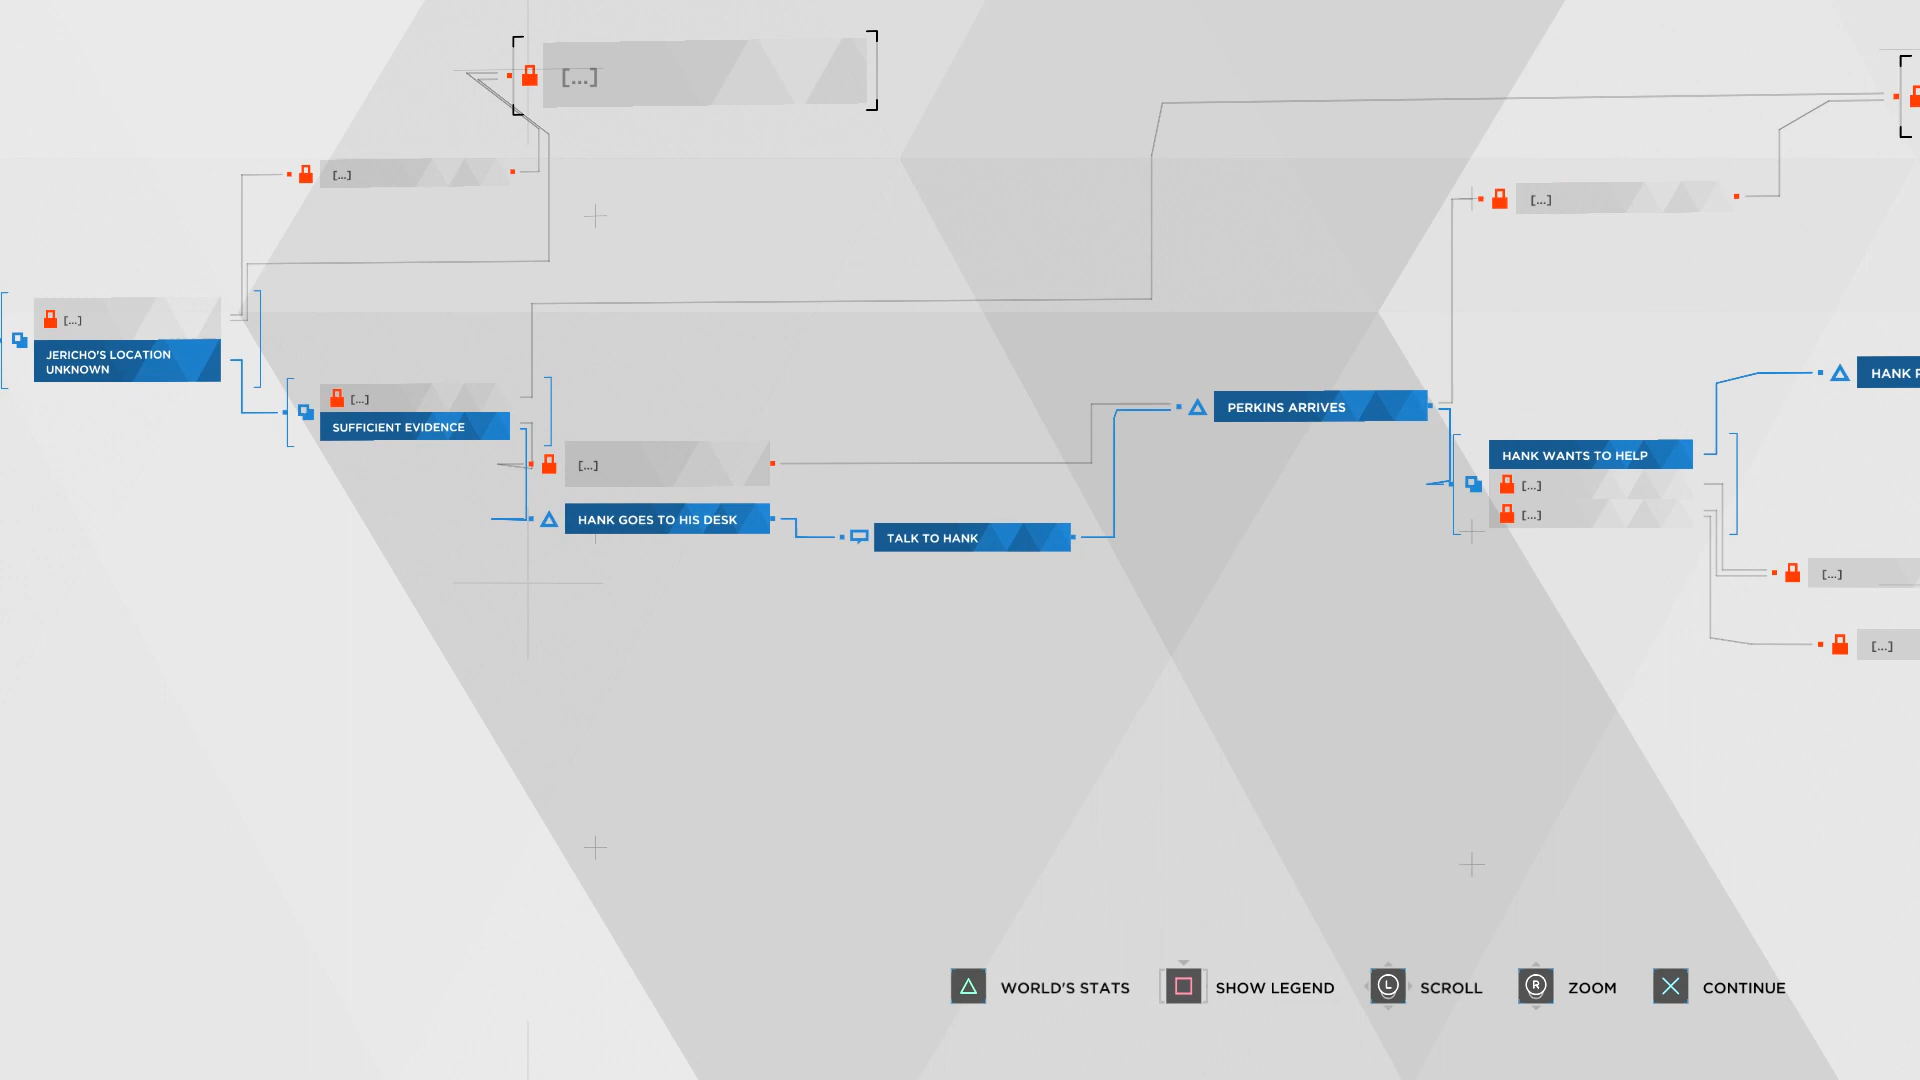 [...]
[...]
[...]
[...]
JERICHO'S LOCATION
UNKNOWN
[...]
SUFFICIENT EVIDENCE
[...]
HANK GOES TO HIS DESK
TALK TO HANK
PERKINS ARRIVES
HANK
HANK WANTS TO HELP
[...]
[...]
[...]
[...]
WORLD'S STATS
SHOW LEGEND
L
SCROLL
R
ZOOM
CONTINUE